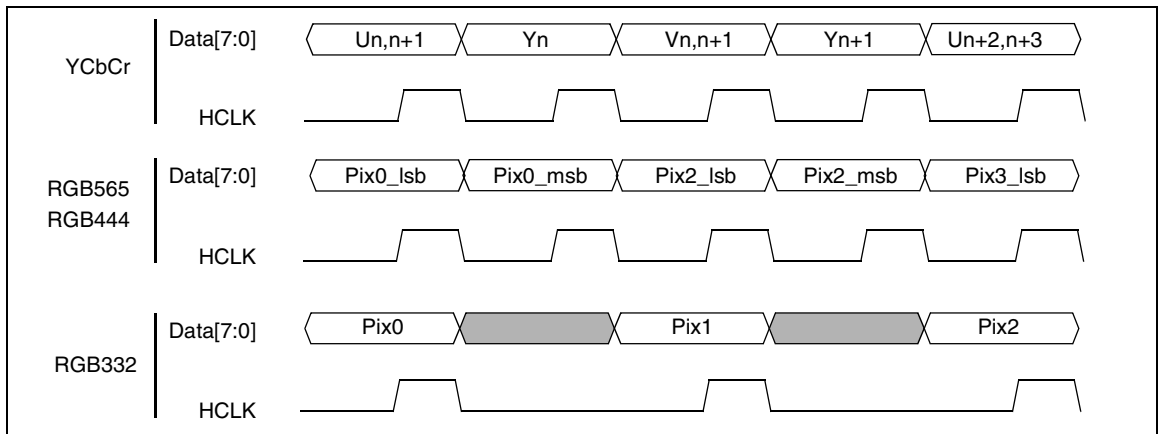 YCbCr
Data[7:0] Un,n+1 Yn Vn,n+1 Yn+1 Un+2,n+3
HCLK
RGB565
RGB444
Data[7:0] Pix0_lsb Pix0_msb Pix2_lsb Pix2_msb Pix3_lsb
HCLK
RGB332
Data[7:0] Pix0 Pix1 Pix2
HCLK